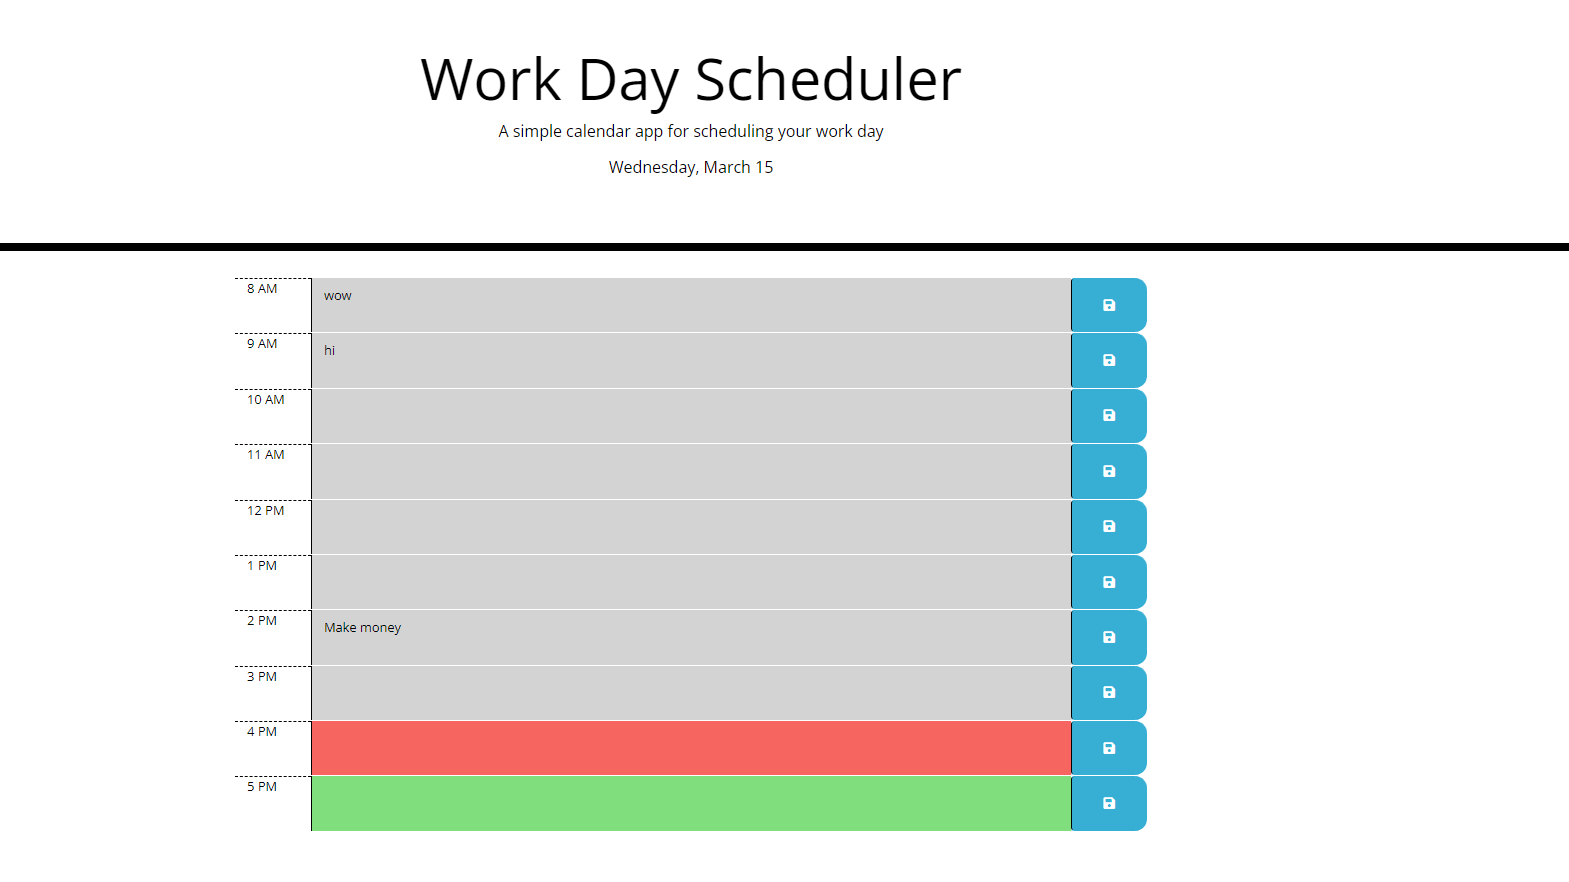 Work Day Scheduler
A simple calendar app for scheduling your work day
Wednesday, March 15
8 AM wow
9 AM hi
10 AM
11 AM
12 PM
1 PM
2 PM Make money
3 PM
4 PM
5 PM